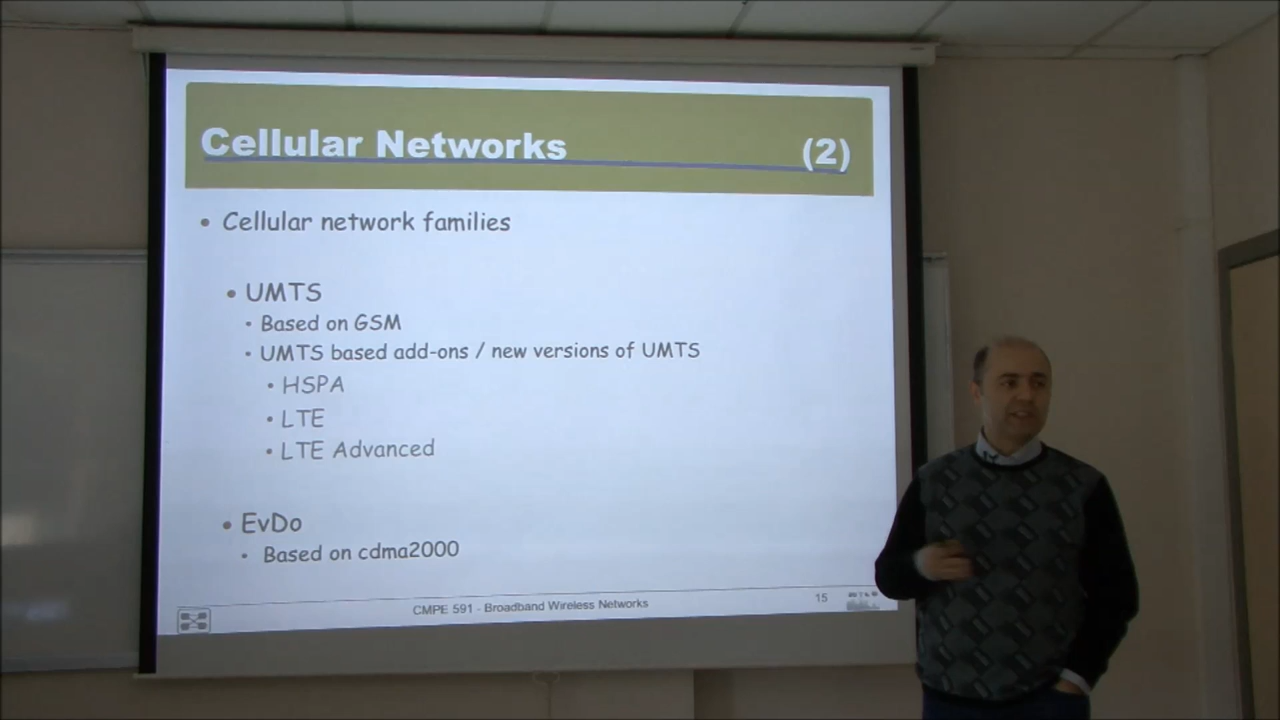 Cellular Networks (2)
• Cellular network families
• UMTS
• Based on GSM
• UMTS based add-ons / new versions of UMTS
• HSPA
• LTE
• LTE Advanced
• EvDo
• Based on cdma2000
CMPE 591 - Broadband Wireless Networks 15